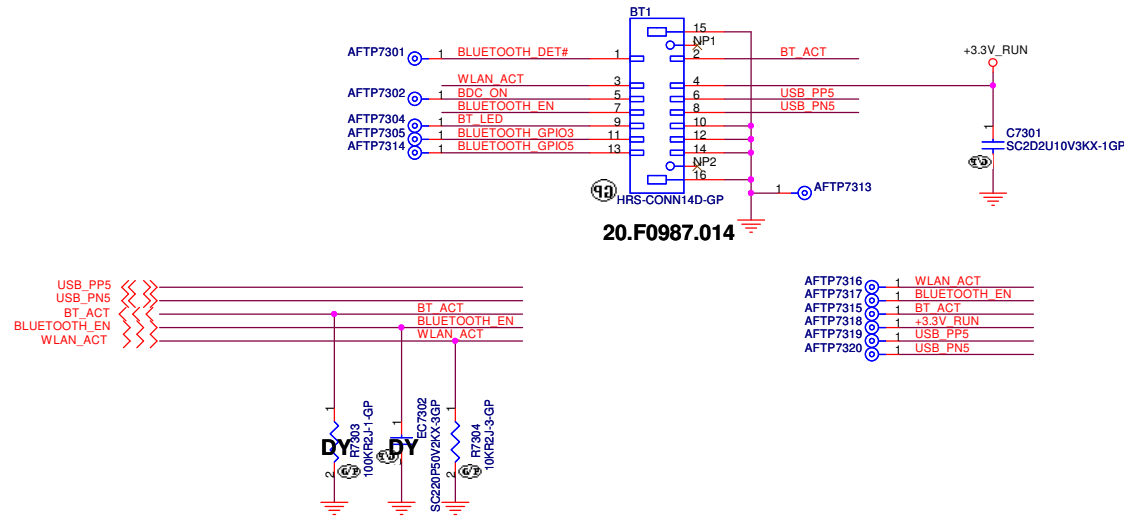 BT1
15
NP1
AFTP7301 1 BLUETOOTH_DET# 1 2 BT_ACT
+3.3V_RUN
WLAN_ACT 3 4
AFTP7302 1 BDC_ON 5 6 USB_PP5
BLUETOOTH_EN 7 8 USB_PN5
AFTP7304 1 BT_LED 9 10
AFTP7305 1 BLUETOOTH_GPIO3 11 12
AFTP7314 1 BLUETOOTH_GPIO5 13 14
1
C7301
SC2D2U10V3KX-1GP
NP2
16
1 AFTP7313
HRS-CONN14D-GP
20.F0987.014
USB_PP5
USB_PN5
BT_ACT BT_ACT
BLUETOOTH_EN BLUETOOTH_EN
WLAN_ACT WLAN_ACT
AFTP7316 1 WLAN_ACT
AFTP7317 1 BLUETOOTH_EN
AFTP7315 1 BT_ACT
AFTP7318 1 +3.3V_RUN
AFTP7319 1 USB_PP5
AFTP7320 1 USB_PN5
1
DY
2
R7303
100KR2J-1-GP
1
DY
EC7302
SC220P50V2KX-3GP
1
2
R7304
10KR2J-3-GP